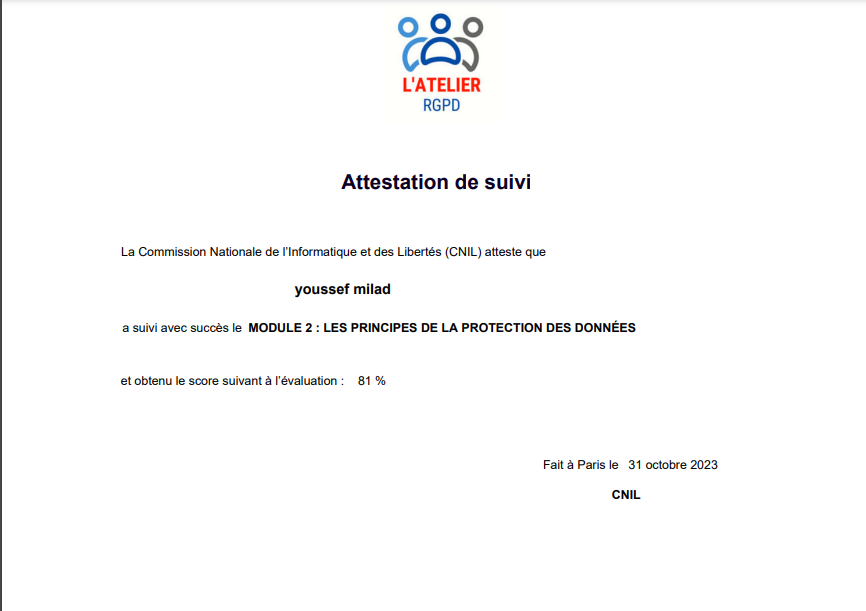 L'ATELIER
RGPD
Attestation de suivi
La Commission Nationale de l'Informatique et des Libertés (CNIL) atteste que
youssef milad
a suivi avec succès le MODULE 2 : LES PRINCIPES DE LA PROTECTION DES DONNÉES
et obtenu le score suivant à l'évaluation : 81 %
Fait à Paris le 31 octobre 2023
CNIL